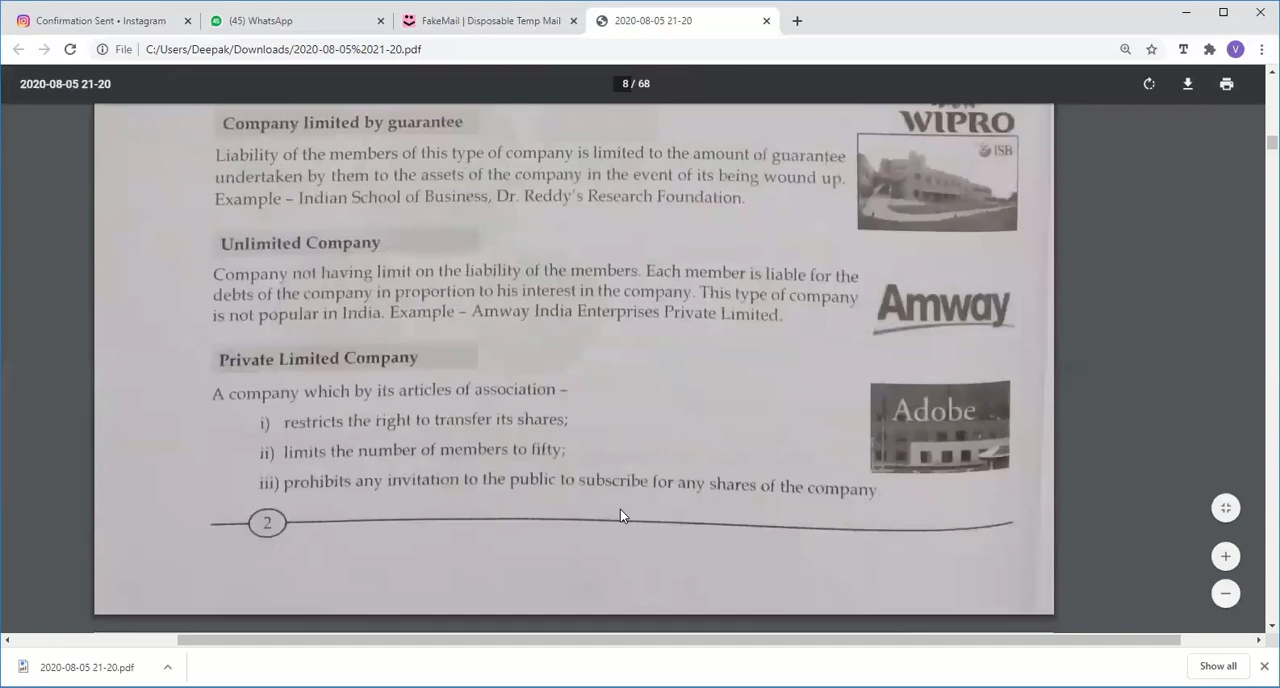 Confirmation Sent • Instagram
(45) WhatsApp
FakeMail | Disposable Temp Mail
2020-08-05 21-20
File
C:/Users/Deepak/Downloads/2020-08-05%2021-20.pdf
T
V
2020-08-05 21-20
8 / 68
Company limited by guarantee
WIPRO
Liability of the members of this type of company is limited to the amount of guarantee
undertaken by them to the assets of the company in the event of its being wound up.
Example – Indian School of Business, Dr. Reddy's Research Foundation.
ISB
Unlimited Company
Company not having limit on the liability of the members. Each member is liable for the
debts of the company in proportion to his interest in the company. This type of company
is not popular in India. Example – Amway India Enterprises Private Limited.
Amway
Private Limited Company
A company which by its articles of association –
i) restricts the right to transfer its shares;
ii) limits the number of members to fifty;
iii) prohibits any invitation to the public to subscribe for any shares of the company
Adobe
2
2020-08-05 21-20.pdf
Show all